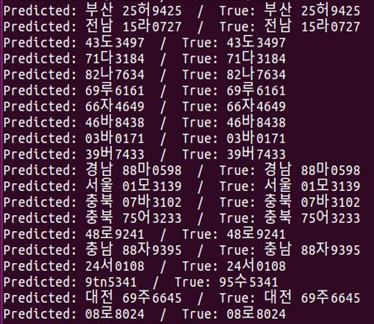 Predicted: 부산 25허9425  /  True: 부산 25허9425
Predicted: 전남 15라0727  /  True: 전남 15라0727
Predicted: 43도3497  /  True: 43도3497
Predicted: 71다3184  /  True: 71다3184
Predicted: 82나7634  /  True: 82나7634
Predicted: 69루6161  /  True: 69루6161
Predicted: 66자4649  /  True: 66자4649
Predicted: 46바8438  /  True: 46바8438
Predicted: 03바0171  /  True: 03바0171
Predicted: 39버7433  /  True: 39버7433
Predicted: 경남 88마0598  /  True: 경남 88마0598
Predicted: 서울 01모3139  /  True: 서울 01모3139
Predicted: 충북 07바3102  /  True: 충북 07바3102
Predicted: 충북 75어3233  /  True: 충북 75어3233
Predicted: 48로9241  /  True: 48로9241
Predicted: 충남 88자9395  /  True: 충남 88자9395
Predicted: 24서0108  /  True: 24서0108
Predicted: 9tn5341  /  True: 95수5341
Predicted: 대전 69주6645  /  True: 대전 69주6645
Predicted: 08로8024  /  True: 08로8024